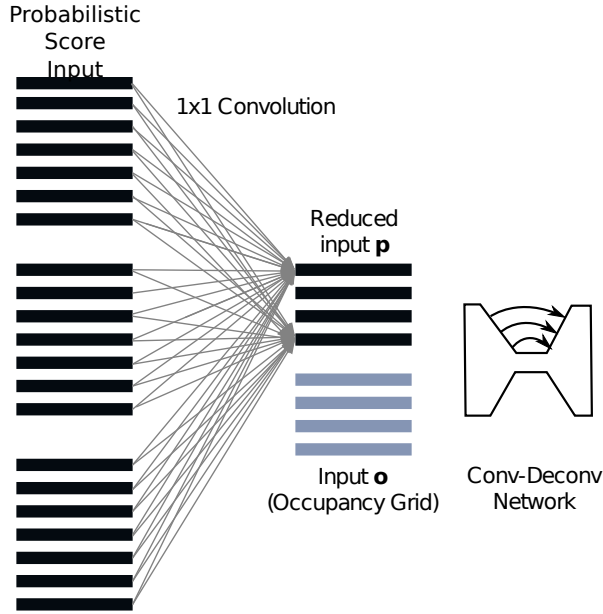 Probabilistic
Score
Input
1x1 Convolution
Reduced
input p
Input o
(Occupancy Grid)
Conv-Deconv
Network